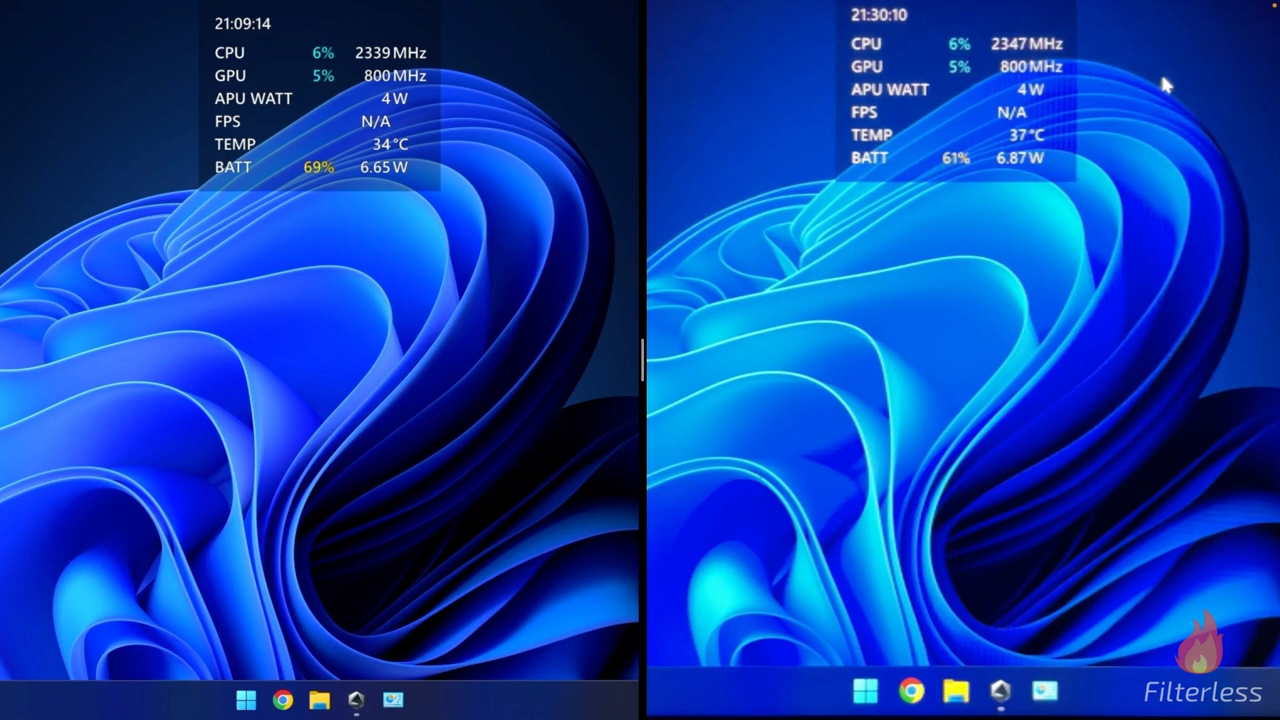 21:09:14
CPU 6% 2339 MHz
GPU 5% 800 MHz
APU WATT 4 W
FPS N/A
TEMP 34 °C
BATT 69% 6.65 W
21:30:10
CPU 6% 2347 MHz
GPU 5% 800 MHz
APU WATT 4 W
FPS N/A
TEMP 37 °C
BATT 61% 6.87 W
Filterless